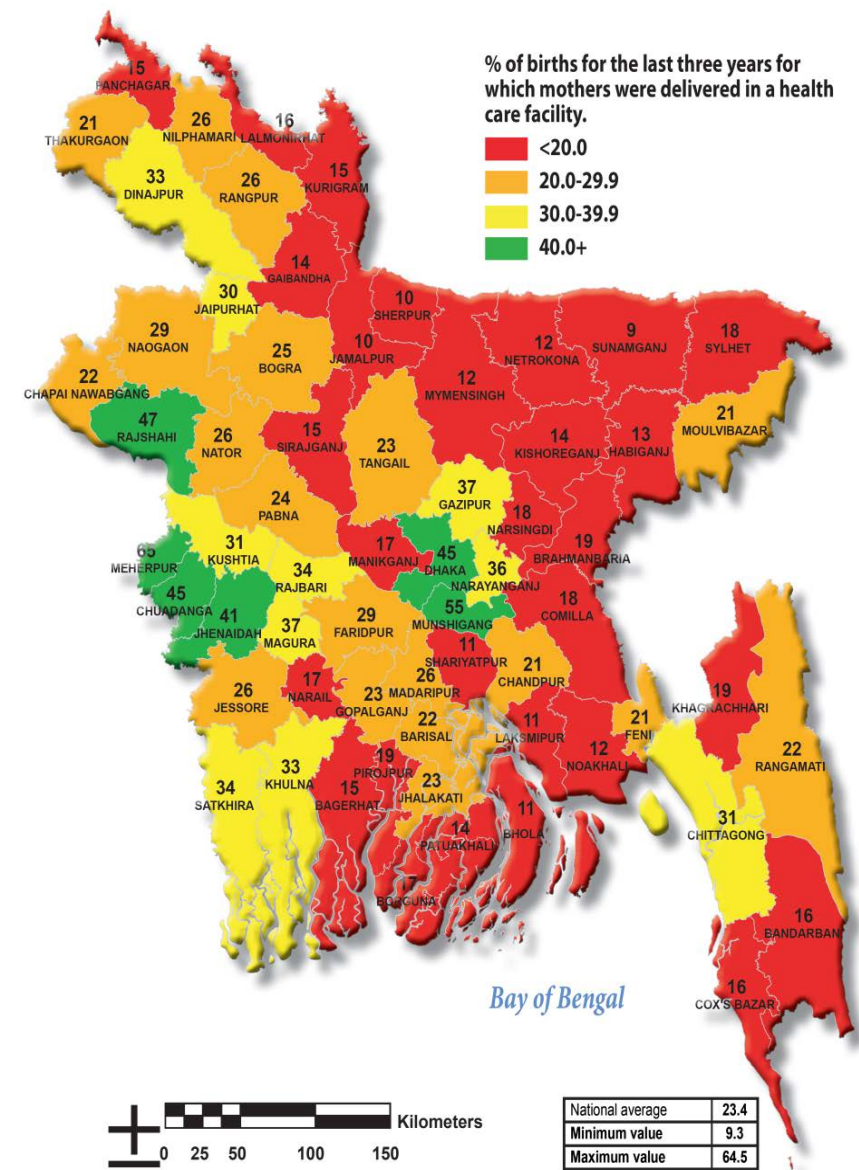 % of births for the last three years for
which mothers were delivered in a health
care facility.
<20.0
20.0-29.9
30.0-39.9
40.0+
15
PANCHAGAR
21
THAKURGAON
26
NILPHAMARI
16
LALMONIRHAT
33
DINAJPUR
26
RANGPUR
15
KURIGRAM
14
GAIBANDHA
30
JAIPURHAT
10
SHERPUR
29
NAOGAON
25
BOGRA
10
JAMALPUR
12
NETROKONA
9
SUNAMGANJ
18
SYLHET
22
CHAPAI NAWABGANG
12
MYMENSINGH
47
RAJSHAHI
26
NATOR
15
SIRAJGANJ
23
TANGAIL
14
KISHOREGANJ
13
HABIGANJ
21
MOULVIBAZAR
24
PABNA
37
GAZIPUR
18
NARSINGDI
65
MEHERPUR
31
KUSHTIA
17
MANIKGANJ
45
DHAKA
19
BRAHMANBARIA
34
RAJBARI
36
NARAYANGANJ
45
CHUADANGA
41
JHENAIDAH
37
MAGURA
29
FARIDPUR
55
MUNSHIGANG
18
COMILLA
11
SHARIYATPUR
21
CHANDPUR
26
JESSORE
17
NARAIL
23
GOPALGANJ
26
MADARIPUR
19
KHAGRACHHARI
22
BARISAL
11
LAKSMIPUR
21
FENI
12
NOAKHALI
22
RANGAMATI
34
SATKHIRA
33
KHULNA
15
BAGERHAT
19
PIROJPUR
23
JHALAKATI
11
BHOLA
14
PATUAKHALI
17
BORGUNA
31
CHITTAGONG
16
BANDARBAN
16
COX'S BAZAR
Bay of Bengal
Kilometers
0 25 50 100 150
National average 23.4
Minimum value 9.3
Maximum value 64.5